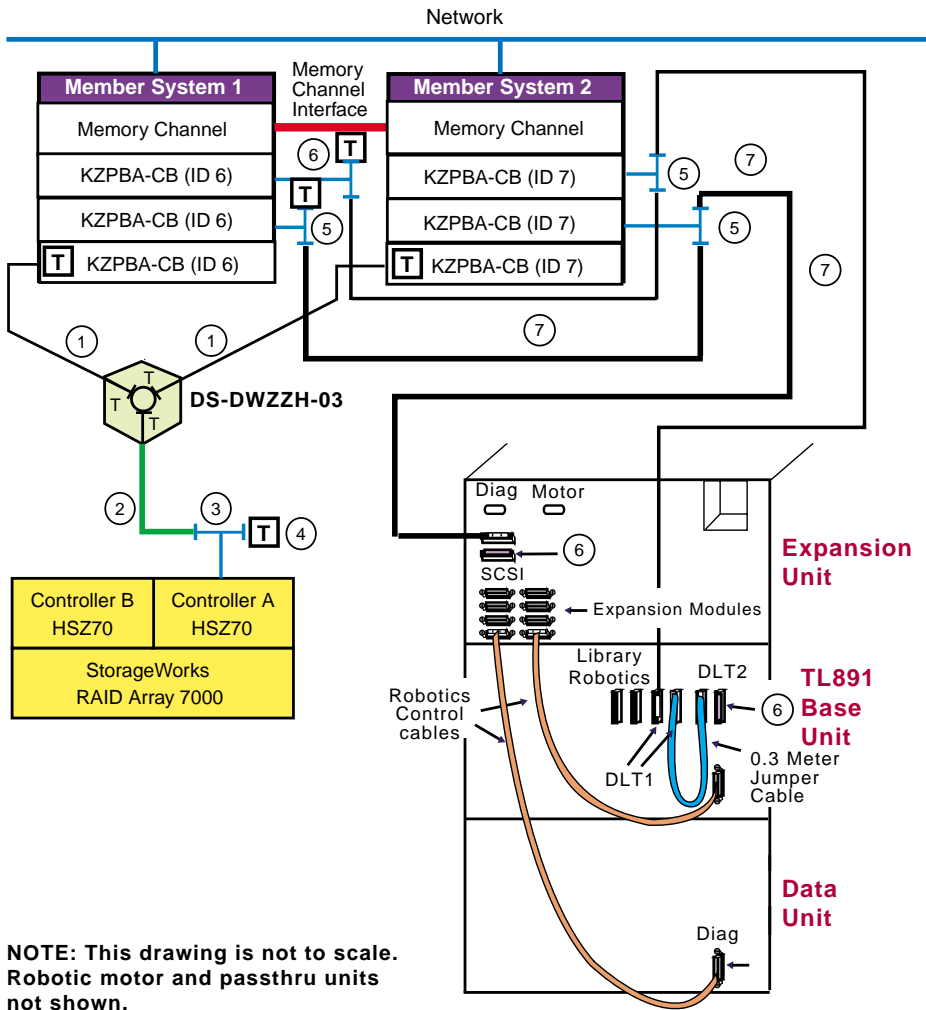 Network
Member System 1
Memory Channel
KZPBA-CB (ID 6)
KZPBA-CB (ID 6)
T
KZPBA-CB (ID 6)
Memory
Channel
Interface
6
T
T
5
Member System 2
Memory Channel
KZPBA-CB (ID 7)
KZPBA-CB (ID 7)
T
KZPBA-CB (ID 7)
5
7
5
7
7
1
1
T
T
T
DS-DWZZH-03
2
3
T
4
Controller B
HSZ70
Controller A
HSZ70
StorageWorks
RAID Array 7000
Diag
Motor
6
SCSI
Expansion Modules
Expansion
Unit
Library
Robotics
DLT2
6
TL891
Base
Unit
Robotics
Control
cables
DLT1
0.3 Meter
Jumper
Cable
Data
Unit
Diag
NOTE: This drawing is not to scale.
Robotic motor and passthru units
not shown.